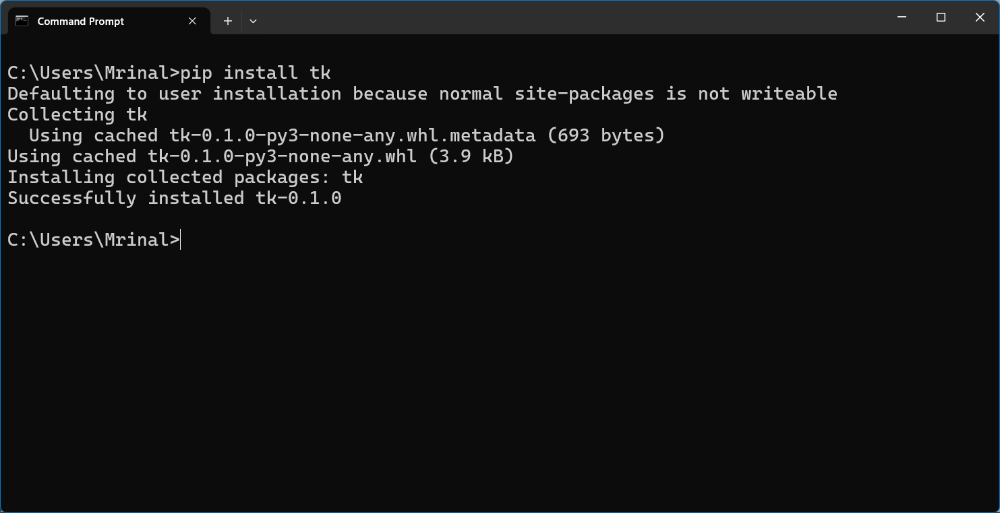 Command Prompt
C:\Users\Mrinal>pip install tk
Defaulting to user installation because normal site-packages is not writeable
Collecting tk
  Using cached tk-0.1.0-py3-none-any.whl.metadata (693 bytes)
Using cached tk-0.1.0-py3-none-any.whl (3.9 kB)
Installing collected packages: tk
Successfully installed tk-0.1.0
C:\Users\Mrinal>